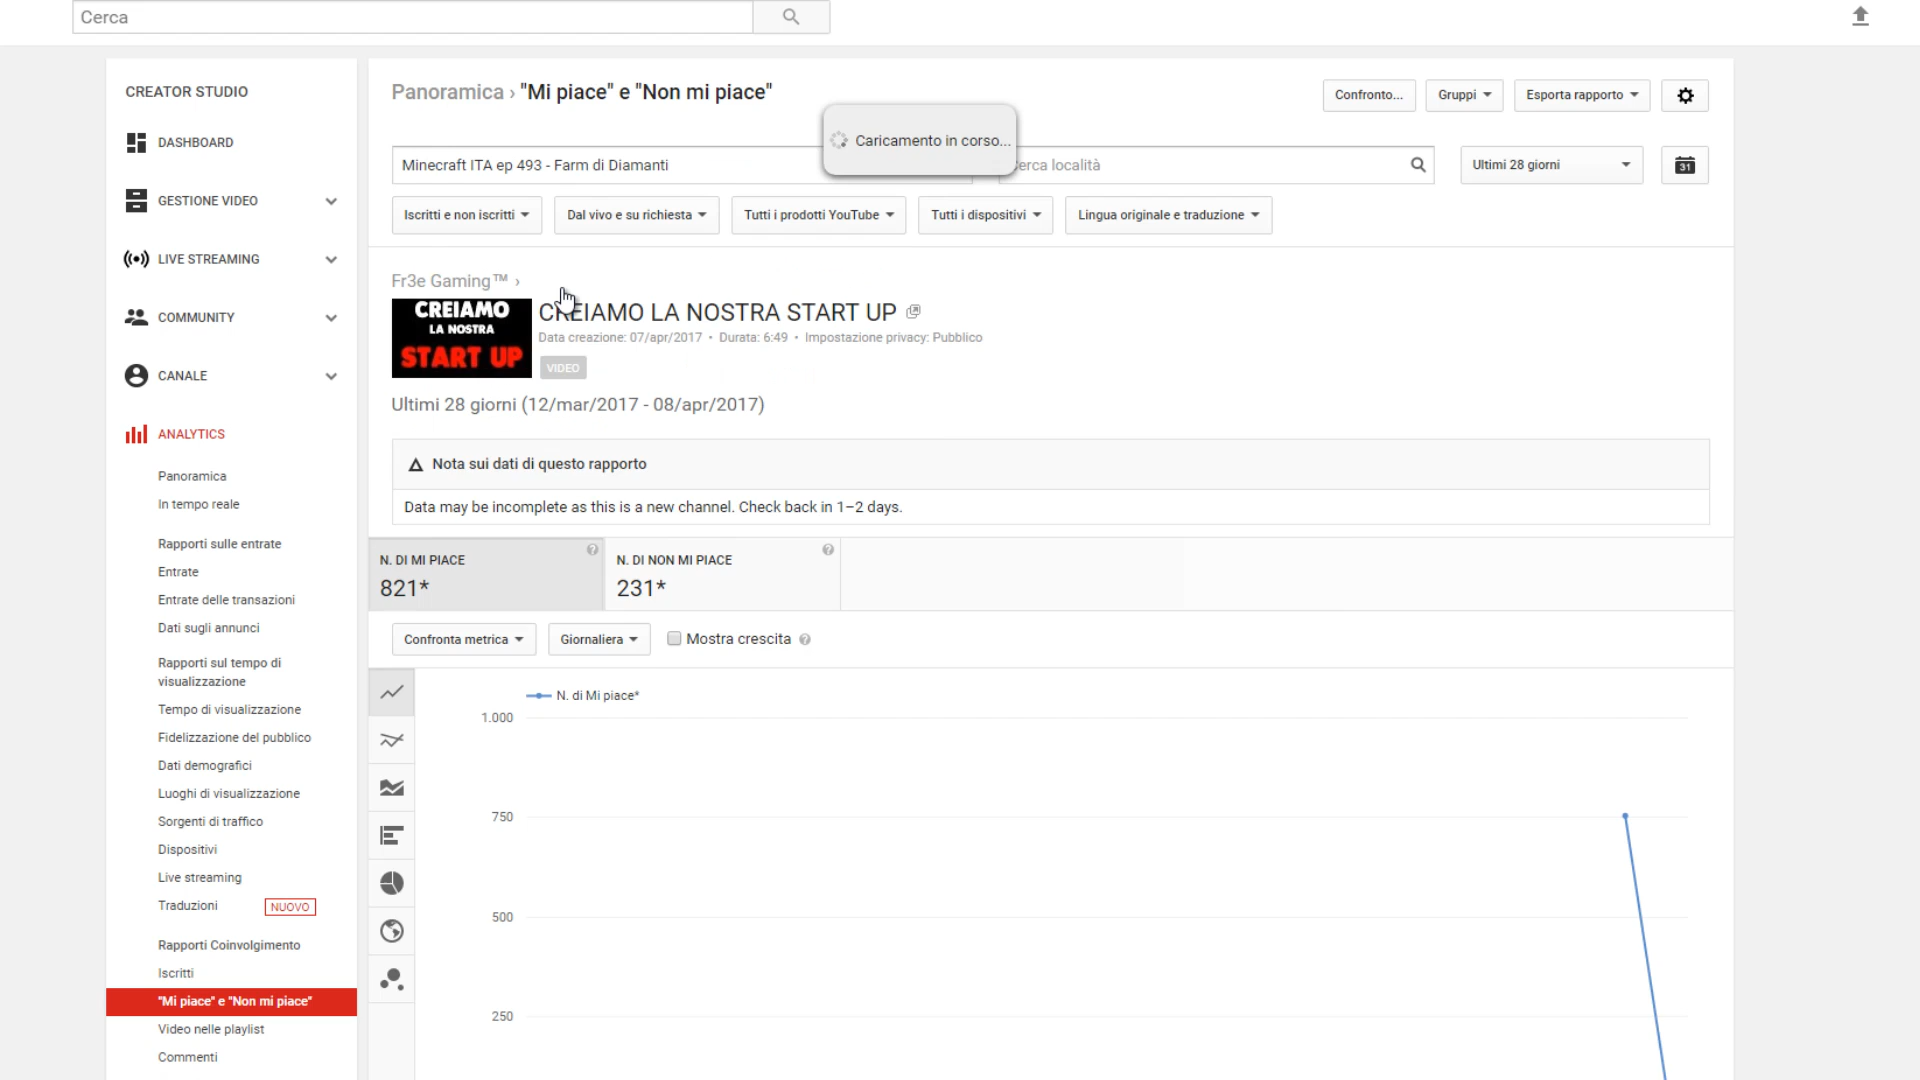 Cerca
CREATOR STUDIO
DASHBOARD
GESTIONE VIDEO
LIVE STREAMING
COMMUNITY
CANALE
ANALYTICS
Panoramica
In tempo reale
Rapporti sulle entrate
Entrate
Entrate delle transazioni
Dati sugli annunci
Rapporti sul tempo di
visualizzazione
Tempo di visualizzazione
Fidelizzazione del pubblico
Dati demografici
Luoghi di visualizzazione
Sorgenti di traffico
Dispositivi
Live streaming
Traduzioni NUOVO
Rapporti Coinvolgimento
Iscritti
"Mi piace" e "Non mi piace"
Video nelle playlist
Commenti
Panoramica › "Mi piace" e "Non mi piace"
Confronto... Gruppi Esporta rapporto
Caricamento in corso...
Minecraft ITA ep 493 - Farm di Diamanti
erca località
Ultimi 28 giorni
31
Iscritti e non iscritti Dal vivo e su richiesta Tutti i prodotti YouTube Tutti i dispositivi Lingua originale e traduzione
Fr3e Gaming™ ›
CREIAMO
LA NOSTRA
START UP
CREIAMO LA NOSTRA START UP
Data creazione: 07/apr/2017 • Durata: 6:49 • Impostazione privacy: Pubblico
VIDEO
Ultimi 28 giorni (12/mar/2017 - 08/apr/2017)
Nota sui dati di questo rapporto
Data may be incomplete as this is a new channel. Check back in 1–2 days.
N. DI MI PIACE ?
821*
N. DI NON MI PIACE ?
231*
Confronta metrica Giornaliera Mostra crescita ?
N. di Mi piace*
1.000
750
500
250